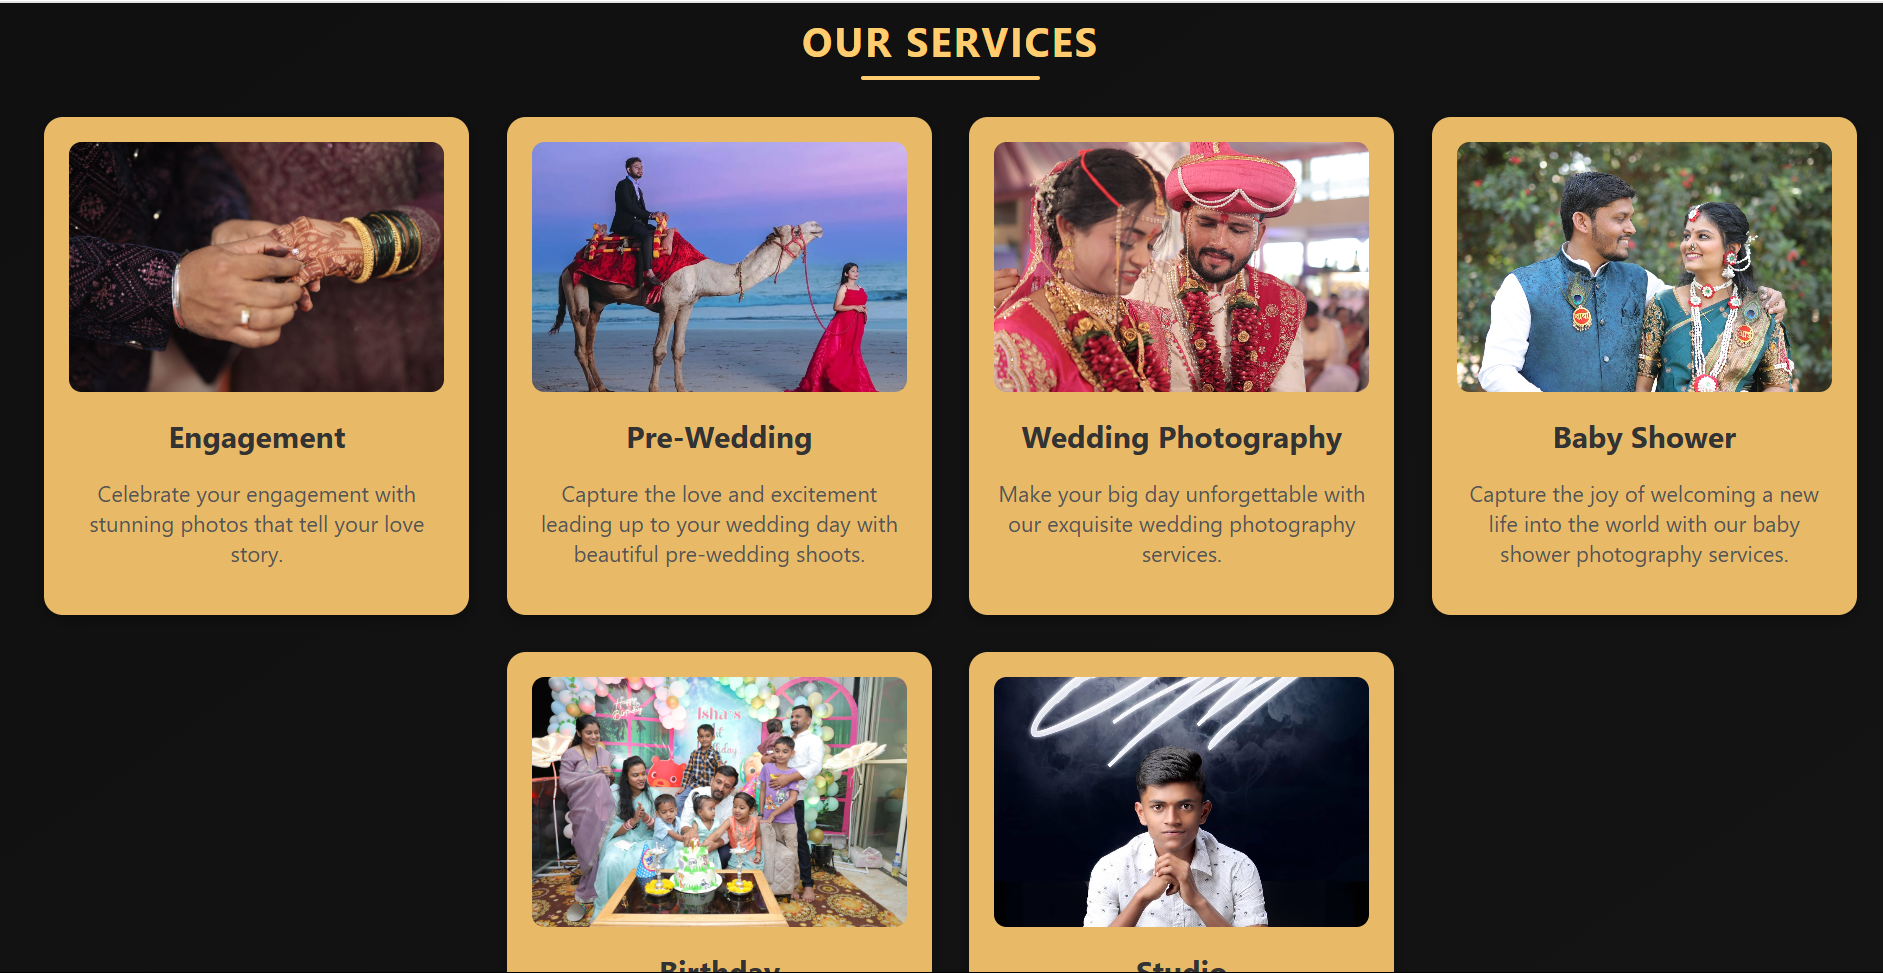 OUR SERVICES
Engagement
Celebrate your engagement with
stunning photos that tell your love
story.
Pre-Wedding
Capture the love and excitement
leading up to your wedding day with
beautiful pre-wedding shoots.
Wedding Photography
Make your big day unforgettable with
our exquisite wedding photography
services.
Baby Shower
Capture the joy of welcoming a new
life into the world with our baby
shower photography services.
Happy
Birthday
Isha's
Birthday
Studio